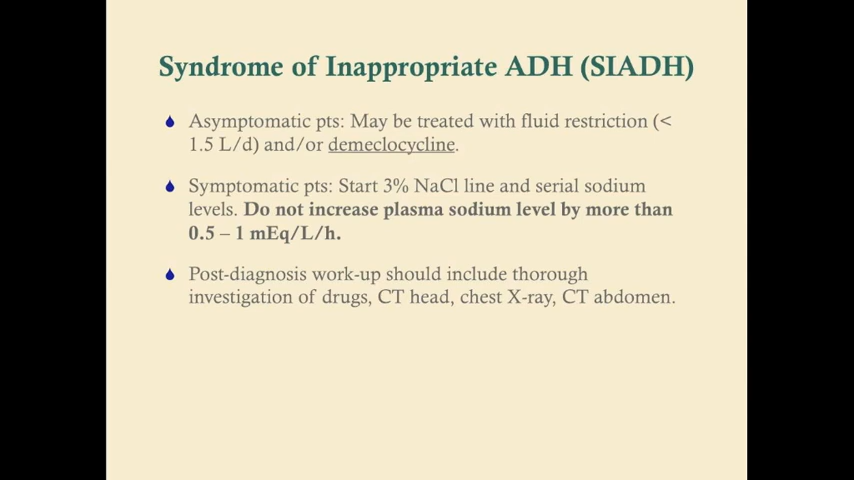 Syndrome of Inappropriate ADH (SIADH)
Asymptomatic pts: May be treated with fluid restriction (<
1.5 L/d) and/or demeclocycline.
Symptomatic pts: Start 3% NaCl line and serial sodium
levels. Do not increase plasma sodium level by more than
0.5 – 1 mEq/L/h.
Post-diagnosis work-up should include thorough
investigation of drugs, CT head, chest X-ray, CT abdomen.